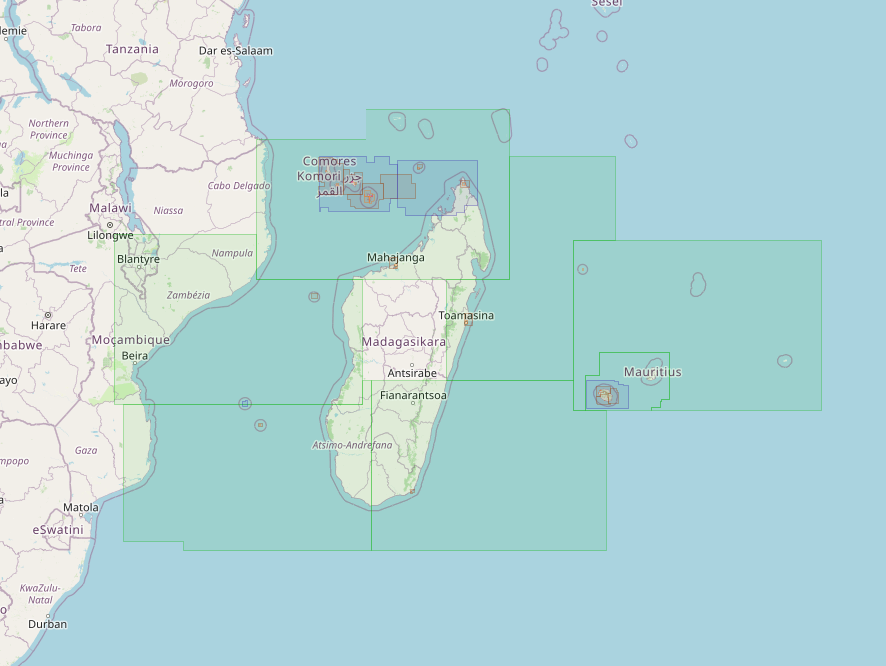 Sesel
Tabora
Tanzania
Dar es-Salaam
Morogoro
Northern
Province
Muchinga
Province
Comores
Komori جزر
القمر
Cabo Delgado
Malawi
Niassa
Lilongwe
Nampula
Blantyre
Tete
Zambézia
Mahajanga
Harare
Toamasina
Moçambique
Madagasikara
Beira
Antsirabe
Mauritius
Fianarantsoa
Atsimo-Andrefana
Gaza
Matola
eSwatini
KwaZulu-
Natal
Durban